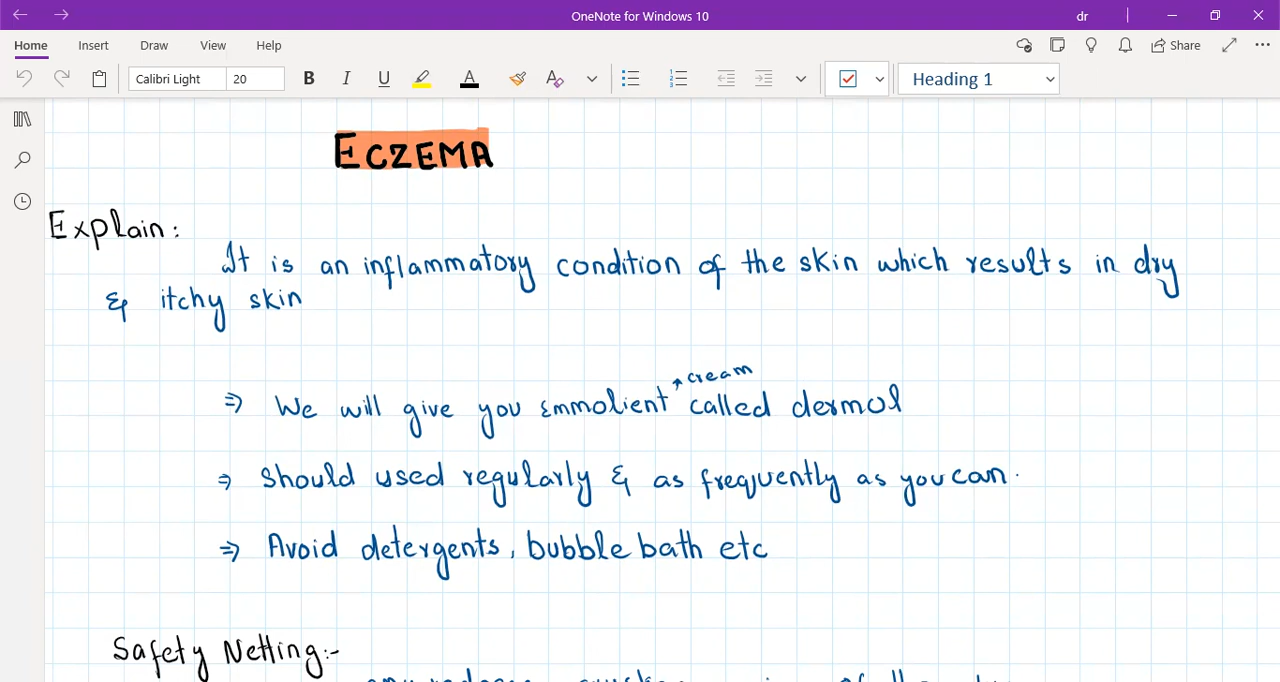 OneNote for Windows 10
dr
Home Insert Draw View Help
Share
Calibri Light 20 B I U A A Heading 1
ECZEMA
Explain:
It is an inflammatory condition of the skin which results in dry
& itchy skin
cream
⇒ We will give you Emmolient called dermol
⇒ Should used regularly & as frequently as you can.
⇒ Avoid detergents, bubble bath etc
Safety Netting:-